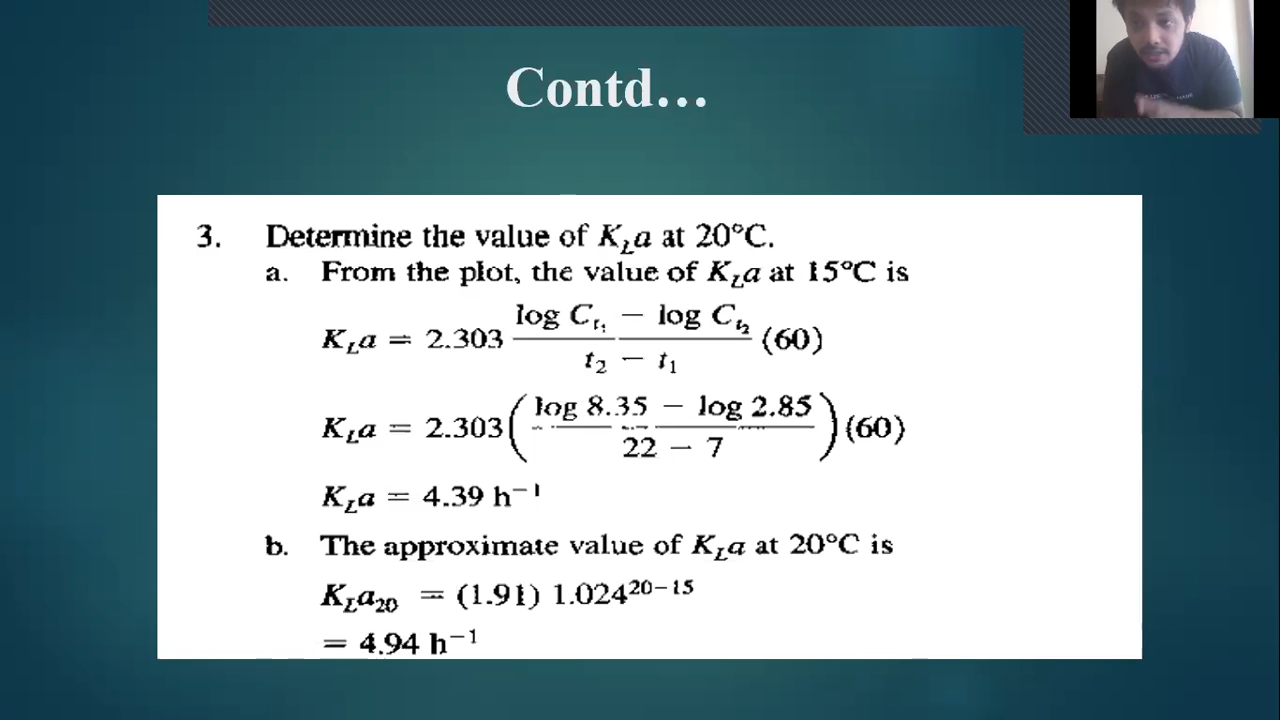 Contd…
3. Determine the value of K_La at 20°C.
a. From the plot, the value of K_La at 15°C is
K_La = 2.303 (log C_t₁ − log C_t₂) / (t₂ − t₁) (60)
K_La = 2.303 ( (log 8.35 − log 2.85) / (22 − 7) ) (60)
K_La = 4.39 h⁻¹
b. The approximate value of K_La at 20°C is
K_La₂₀ = (1.91) 1.024²⁰⁻¹⁵
= 4.94 h⁻¹